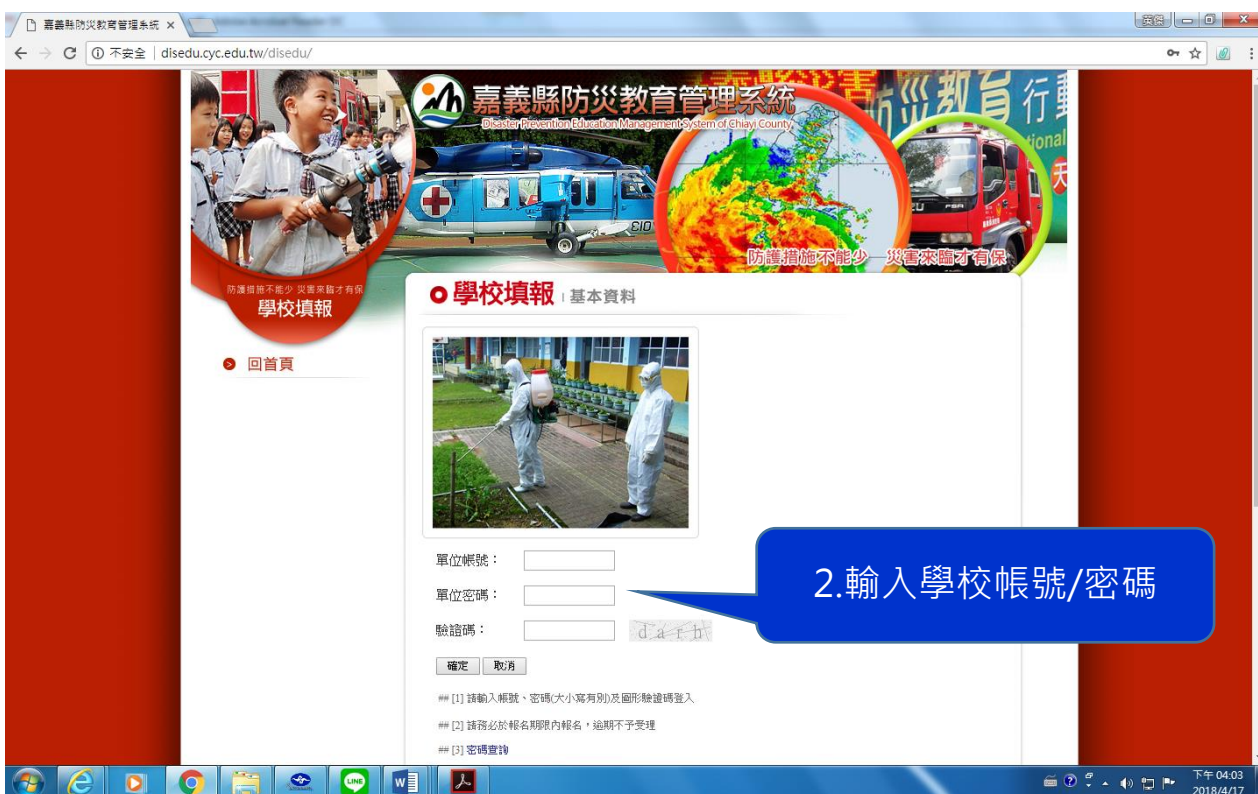 嘉義縣防災教育管理系統
不安全 | disedu.cyc.edu.tw/disedu/
嘉義縣防災教育管理系統
Disaster Prevention Education Management System of Chiayi County
防災教育行動
防護措施不能少 災害來臨才有保
防護措施不能少 災害來臨才有保
學校填報
回首頁
學校填報 | 基本資料
單位帳號：
單位密碼：
驗證碼：
d a r h
確定 取消
## [1] 請輸入帳號、密碼(大小寫有別)及圖形驗證碼登入
## [2] 請務必於報名期限內報名，逾期不予受理
## [3] 密碼查詢
2.輸入學校帳號/密碼
LINE
下午 04:03
2018/4/17